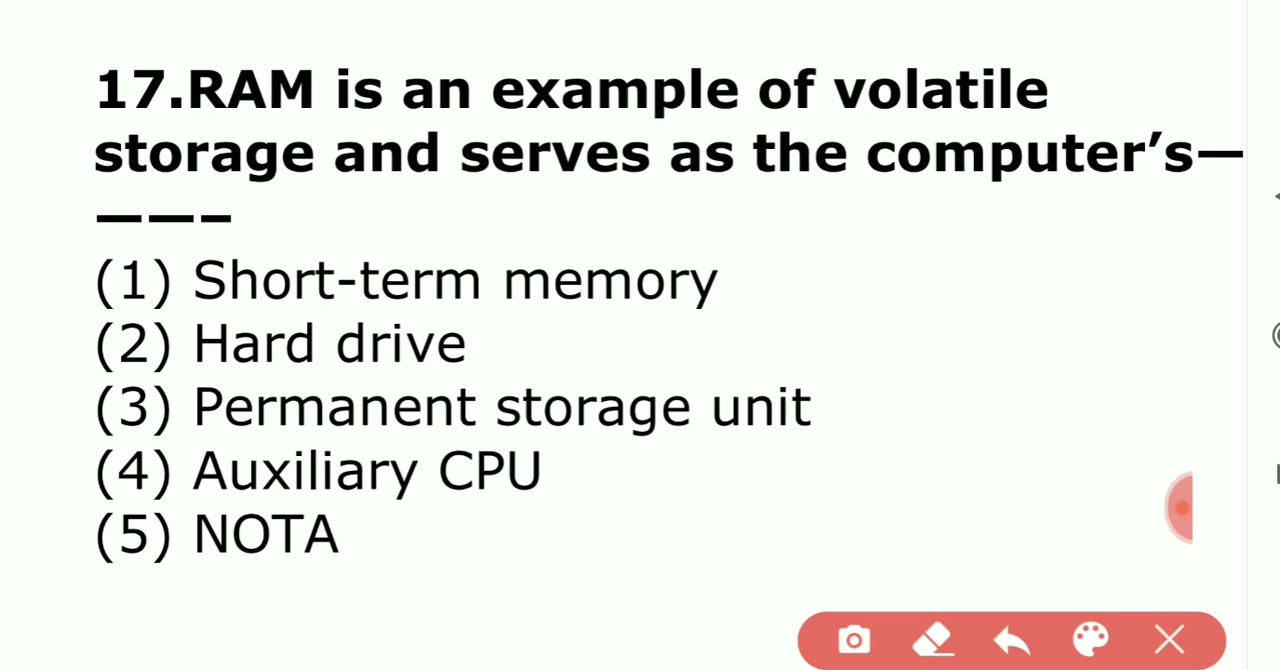 17.RAM is an example of volatile
storage and serves as the computer’s—
———
(1) Short-term memory
(2) Hard drive
(3) Permanent storage unit
(4) Auxiliary CPU
(5) NOTA